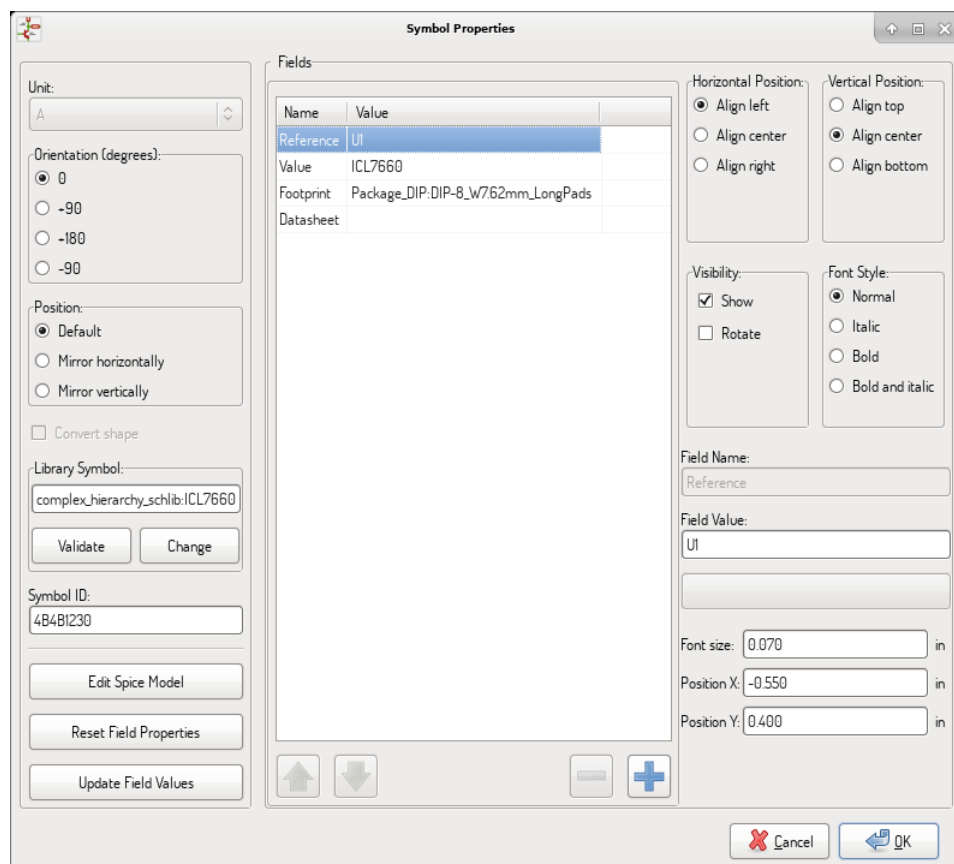 Symbol Properties
Unit:
A
Orientation (degrees):
0
+90
+180
-90
Position:
Default
Mirror horizontally
Mirror vertically
Convert shape
Library Symbol:
complex_hierarchy_schlib:ICL7660
Validate
Change
Symbol ID:
4B4B1230
Edit Spice Model
Reset Field Properties
Update Field Values
Fields
Name Value
Reference U1
Value ICL7660
Footprint Package_DIP:DIP-8_W7.62mm_LongPads
Datasheet
Horizontal Position:
Align left
Align center
Align right
Vertical Position:
Align top
Align center
Align bottom
Visibility:
Show
Rotate
Font Style:
Normal
Italic
Bold
Bold and italic
Field Name:
Reference
Field Value:
U1
Font size: 0.070 in
Position X: -0.550 in
Position Y: 0.400 in
Cancel
OK